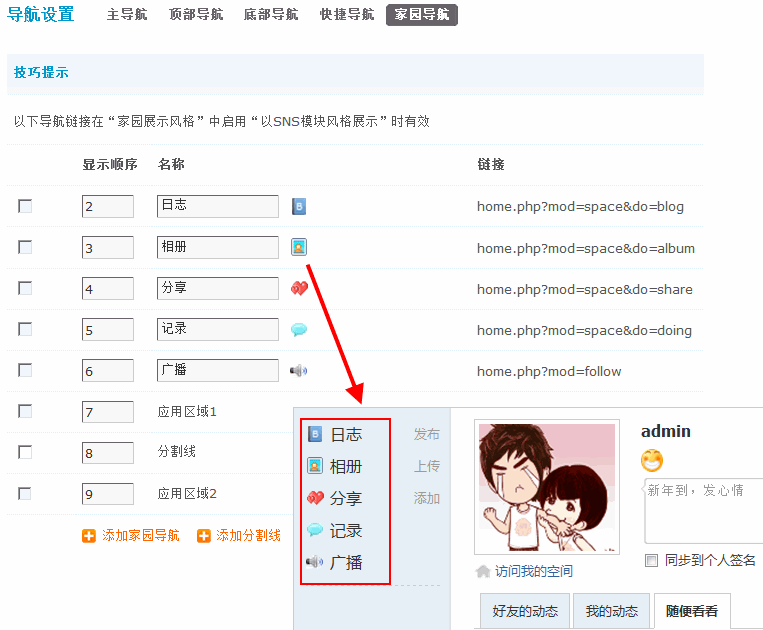 导航设置 主导航 顶部导航 底部导航 快捷导航 家园导航
技巧提示
以下导航链接在“家园展示风格”中启用“以SNS模块风格展示”时有效
显示顺序 名称 链接
2 日志 home.php?mod=space&do=blog
3 相册 home.php?mod=space&do=album
4 分享 home.php?mod=space&do=share
5 记录 home.php?mod=space&do=doing
6 广播 home.php?mod=follow
7 应用区域1
8 分割线
9 应用区域2
添加家园导航 添加分割线
日志 发布
相册 上传
分享 添加
记录
广播
admin
新年到，发心情
同步到个人签名
访问我的空间
好友的动态 我的动态 随便看看